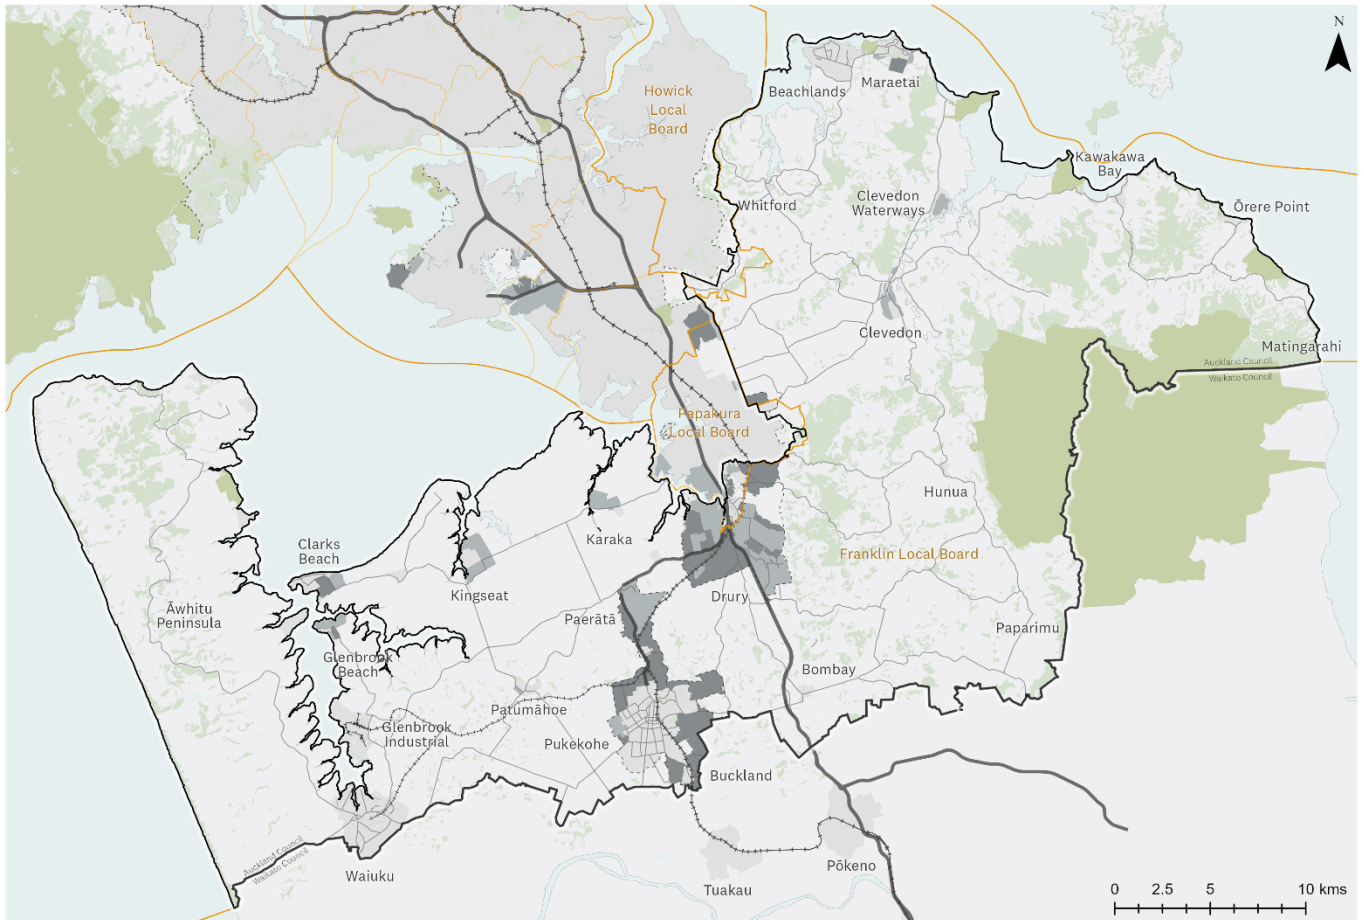 N
Howick
Local
Board
Beachlands
Maraetai
Kawakawa
Bay
Whitford
Clevedon
Waterways
Ōrere Point
Clevedon
Matingarahi
Auckland Council
Waikato Council
Papakura
Local Board
Hunua
Karaka
Clarks
Beach
Franklin Local Board
Kingseat
Drury
Āwhitu
Peninsula
Paerātā
Paparimu
Glenbrook
Beach
Bombay
Patumāhoe
Glenbrook
Industrial
Pukekohe
Buckland
Auckland Council
Waikato Council
Waiuku
Pōkeno
Tuakau
0 2.5 5 10 kms